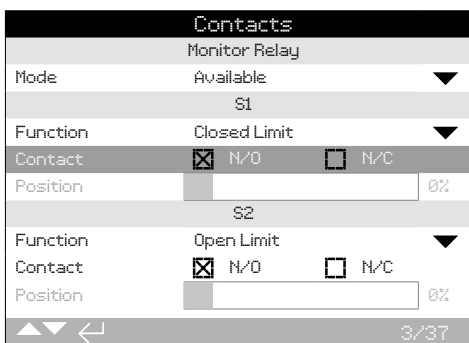 Contacts
Monitor Relay
Mode Available
S1
Function Closed Limit
Contact N/O N/C
Position 0%
S2
Function Open Limit
Contact N/O N/C
Position 0%
3/37